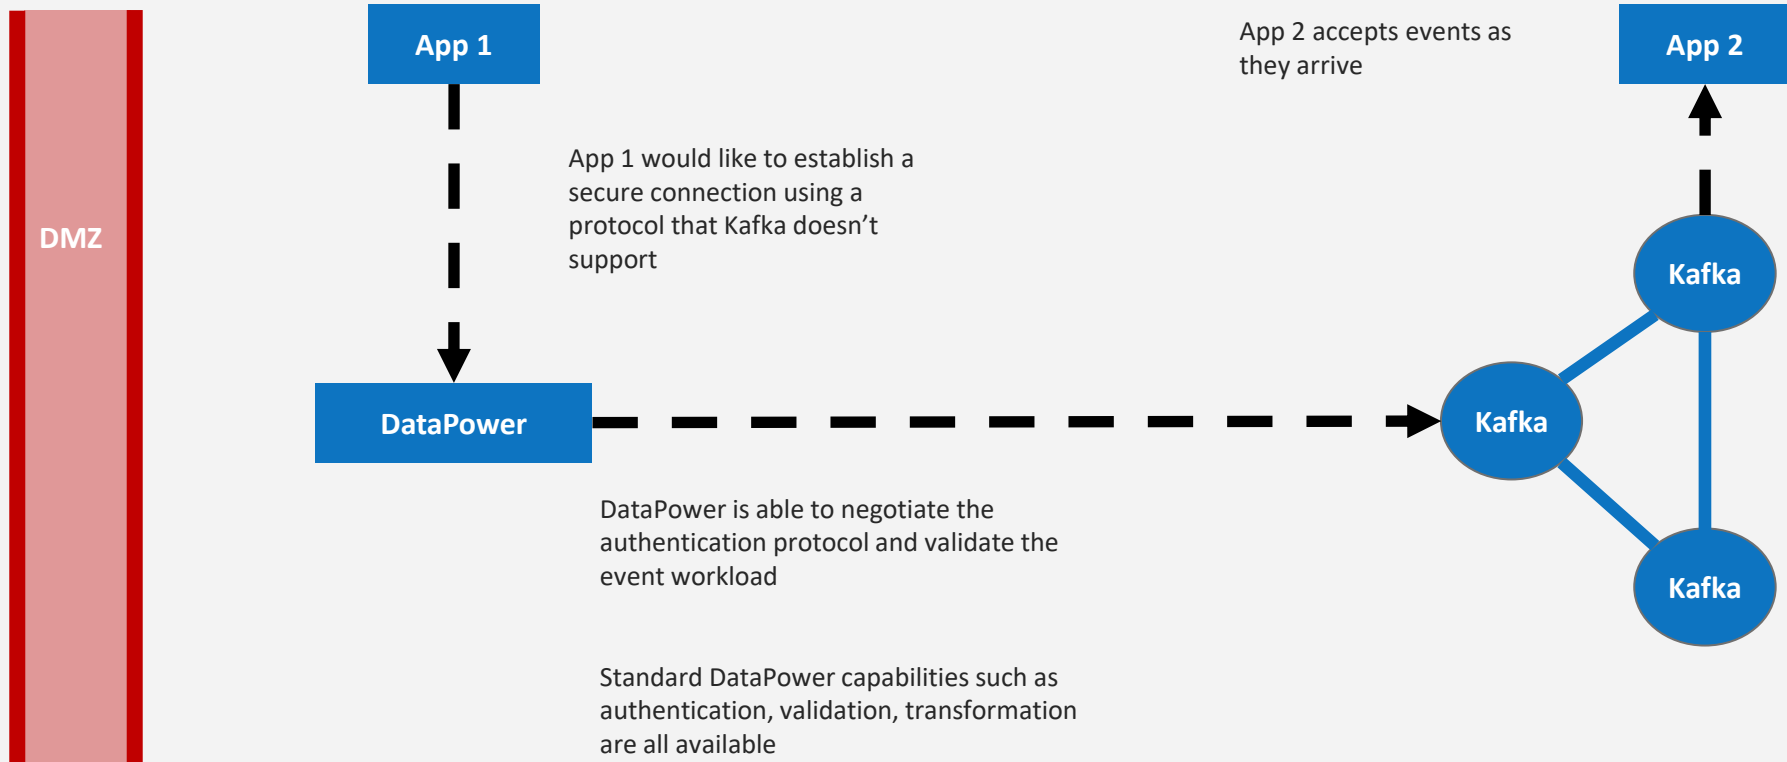 App 1
App 2 accepts events as
they arrive
App 2
App 1 would like to establish a
secure connection using a
protocol that Kafka doesn’t
support
DMZ
Kafka
DataPower
Kafka
DataPower is able to negotiate the
authentication protocol and validate the
event workload
Kafka
Standard DataPower capabilities such as
authentication, validation, transformation
are all available